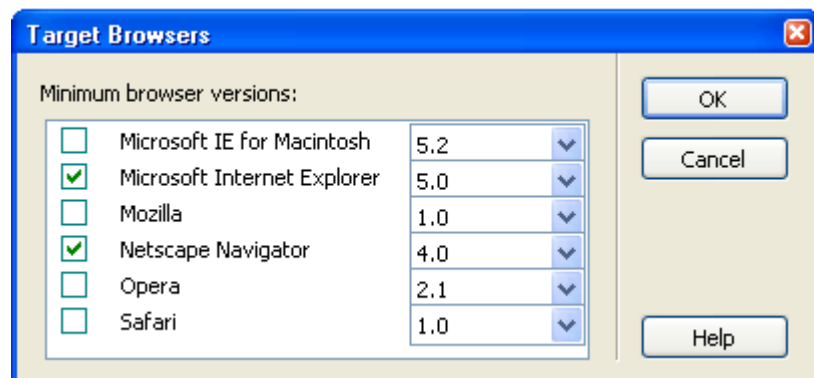 Target Browsers
Minimum browser versions:
Microsoft IE for Macintosh 5.2
Microsoft Internet Explorer 5.0
Mozilla 1.0
Netscape Navigator 4.0
Opera 2.1
Safari 1.0
OK
Cancel
Help